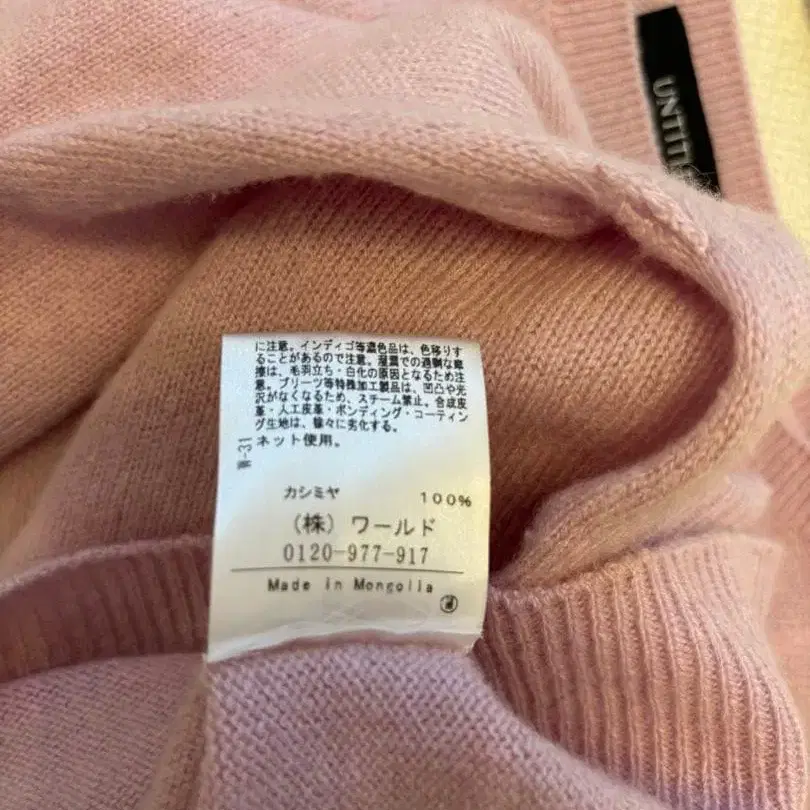 UNTIT
に注意。インディゴ等濃色品は、色移りす
ることがあるので注意。湿潤での過剰な摩
擦は、毛羽立ち・白化の原因となるため注
意。プリーツ等特殊加工製品は、凹凸や光
沢がなくなるため、スチーム禁止。合成皮
革・人工皮革・ボンディング・コーティン
グ生地は、徐々に劣化する。
ネット使用。
W-31
カシミヤ 100%
(株) ワールド
0120-977-917
Made in Mongolia